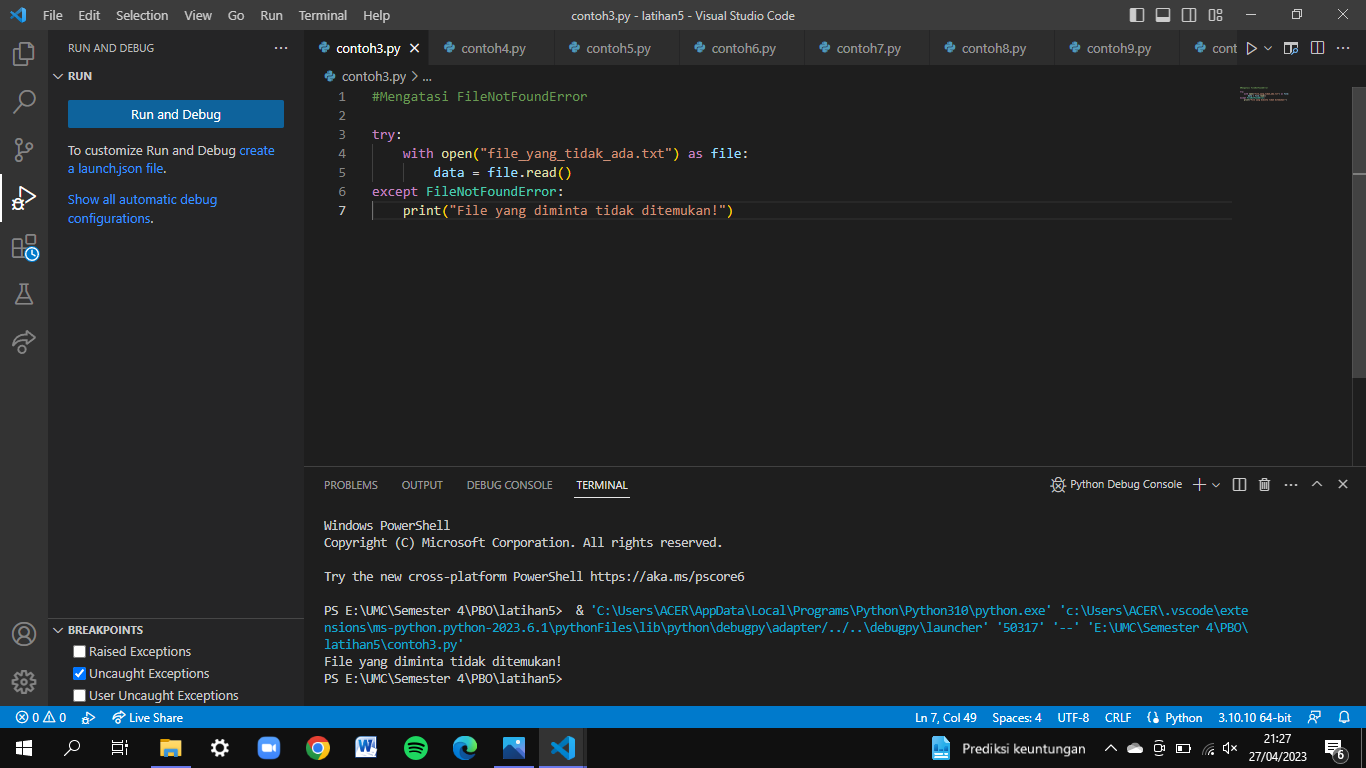 File Edit Selection View Go Run Terminal Help
contoh3.py - latihan5 - Visual Studio Code
RUN AND DEBUG
RUN
Run and Debug
To customize Run and Debug create
a launch.json file.
Show all automatic debug
configurations.
BREAKPOINTS
Raised Exceptions
Uncaught Exceptions
User Uncaught Exceptions
contoh3.py contoh4.py contoh5.py contoh6.py contoh7.py contoh8.py contoh9.py cont
contoh3.py > ...
1 #Mengatasi FileNotFoundError
2
3 try:
4 with open("file_yang_tidak_ada.txt") as file:
5 data = file.read()
6 except FileNotFoundError:
7 print("File yang diminta tidak ditemukan!")
PROBLEMS OUTPUT DEBUG CONSOLE TERMINAL
Python Debug Console
Windows PowerShell
Copyright (C) Microsoft Corporation. All rights reserved.
Try the new cross-platform PowerShell https://aka.ms/pscore6
PS E:\UMC\Semester 4\PBO\latihan5> & 'C:\Users\ACER\AppData\Local\Programs\Python\Python310\python.exe' 'c:\Users\ACER\.vscode\exte
nsions\ms-python.python-2023.6.1\pythonFiles\lib\python\debugpy\adapter/../..\debugpy\launcher' '50317' '--' 'E:\UMC\Semester 4\PBO\
latihan5\contoh3.py'
File yang diminta tidak ditemukan!
PS E:\UMC\Semester 4\PBO\latihan5>
0 0 Live Share
Ln 7, Col 49 Spaces: 4 UTF-8 CRLF Python 3.10.10 64-bit
Prediksi keuntungan
21:27
27/04/2023
6